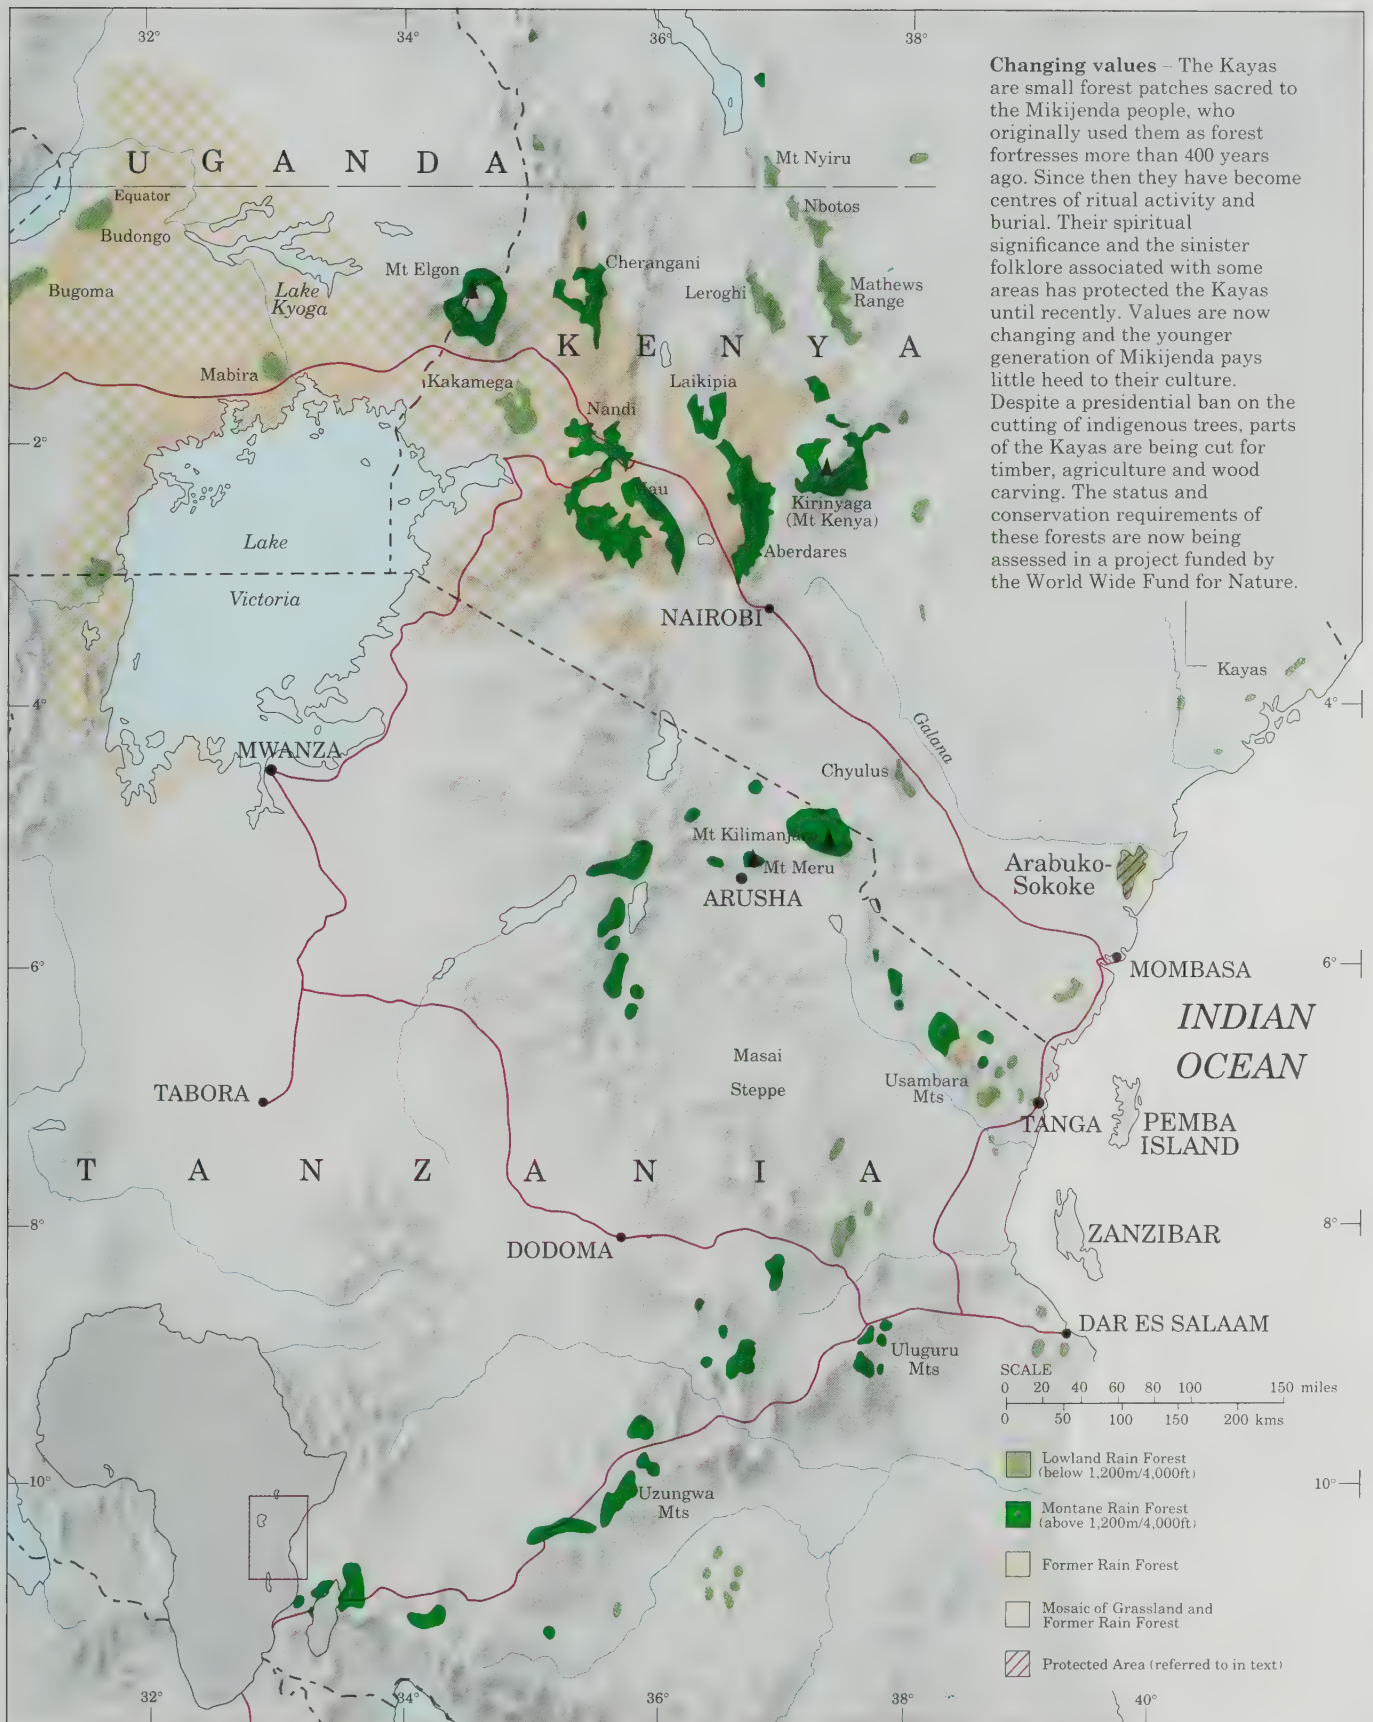 32°
34°
36°
38°
Changing values – The Kayas
are small forest patches sacred to
the Mikijenda people, who
originally used them as forest
fortresses more than 400 years
ago. Since then they have become
centres of ritual activity and
burial. Their spiritual
significance and the sinister
folklore associated with some
areas has protected the Kayas
until recently. Values are now
changing and the younger
generation of Mikijenda pays
little heed to their culture.
Despite a presidential ban on the
cutting of indigenous trees, parts
of the Kayas are being cut for
timber, agriculture and wood
carving. The status and
conservation requirements of
these forests are now being
assessed in a project funded by
the World Wide Fund for Nature.
UGANDA
Mt Nyiru
Equator
Nbotos
Budongo
Mt Elgon
Cherangani
Bugoma
Lake
Kyoga
Leroghi
Mathews
Range
KENYA
Mabira
Kakamega
Laikipia
Nandi
2°
Mau
Kirinyaga
(Mt Kenya)
Lake
Victoria
Aberdares
NAIROBI
Kayas
4°
4°
Galana
MWANZA
Chyulus
Mt Kilimanjaro
Mt Meru
ARUSHA
Arabuko-
Sokoke
6°
6°
MOMBASA
INDIAN
OCEAN
Masai
Steppe
Usambara
Mts
TABORA
TANGA
PEMBA
ISLAND
TANZANIA
8°
8°
ZANZIBAR
DODOMA
DAR ES SALAAM
Uluguru
Mts
SCALE
0 20 40 60 80 100 150 miles
0 50 100 150 200 kms
Lowland Rain Forest
(below 1,200m/4,000ft)
10°
10°
Uzungwa
Mts
Montane Rain Forest
(above 1,200m/4,000ft)
Former Rain Forest
Mosaic of Grassland and
Former Rain Forest
Protected Area (referred to in text)
32°
34°
36°
38°
40°